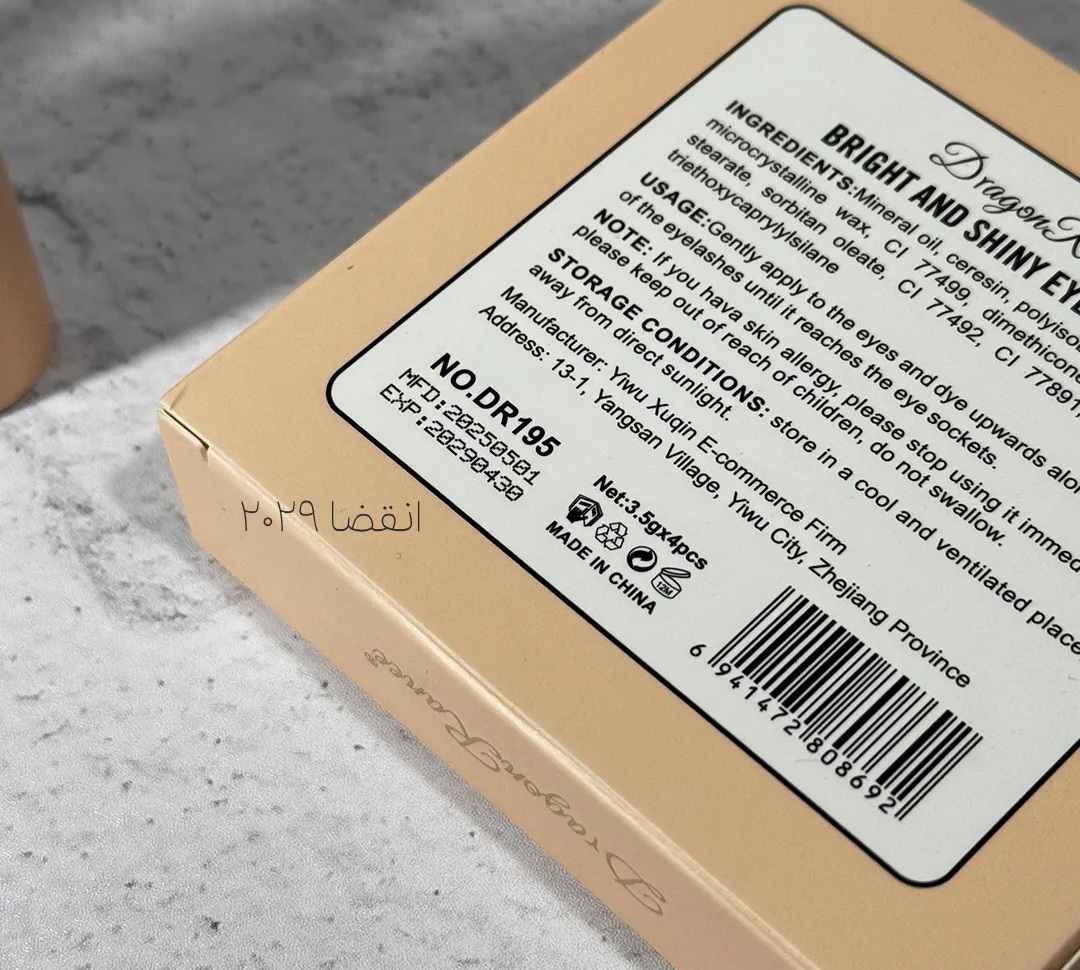 DragonR
BRIGHT AND SHINY EYE
INGREDIENTS:Mineral oil, ceresin, polyiso
microcrystalline wax, CI 77499, dimethicon
stearate, sorbitan oleate, CI 77492, CI 77891,
triethoxycaprylylsilane
USAGE:Gently apply to the eyes and dye upwards alon
of the eyelashes until it reaches the eye sockets.
NOTE: If you hava skin allergy, please stop using it immed
please keep out of reach of children, do not swallow.
STORAGE CONDITIONS: store in a cool and ventilated place
away from direct sunlight.
Manufacturer: Yiwu Xuqin E-commerce Firm
Address: 13-1, Yangsan Village, Yiwu City, Zhejiang Province
NO.DR195
MFD:20250501
EXP:20290430
Net:3.5gx4pcs
12M
MADE IN CHINA
6 941472 808692
انقضا ۲۰۲۹
DragonRanee